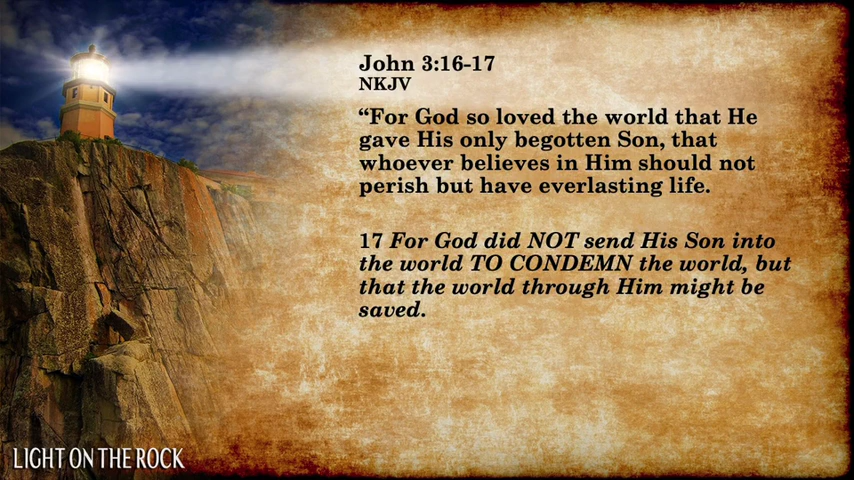 John 3:16-17
NKJV
“For God so loved the world that He
gave His only begotten Son, that
whoever believes in Him should not
perish but have everlasting life.
17 For God did NOT send His Son into
the world TO CONDEMN the world, but
that the world through Him might be
saved.
LIGHT ON THE ROCK